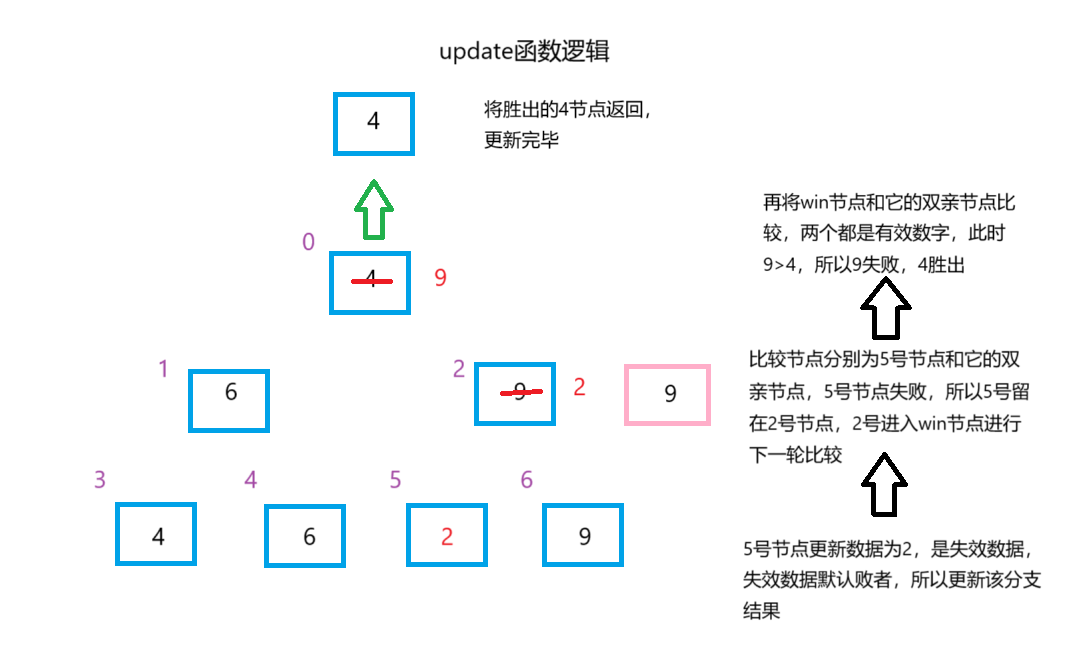 update函数逻辑
4
将胜出的4节点返回，
更新完毕
再将win节点和它的双亲节点比
较，两个都是有效数字，此时
9>4，所以9失败，4胜出
0
4
9
1
6
2
9
2
9
比较节点分别为5号节点和它的双
亲节点，5号节点失败，所以5号留
在2号节点，2号进入win节点进行
下一轮比较
3
4
5
6
4
6
2
9
5号节点更新数据为2，是失效数据，
失效数据默认败者，所以更新该分支
结果